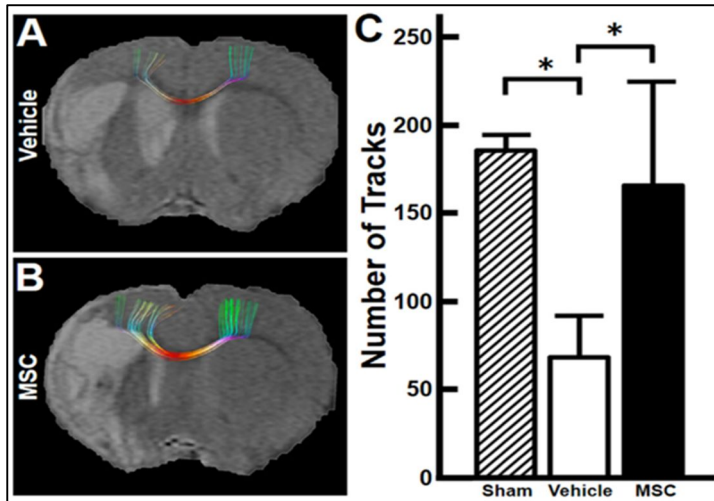 A
Vehicle
B
MSC
C
Number of Tracks
250
200
150
100
50
0
*
*
Sham Vehicle MSC